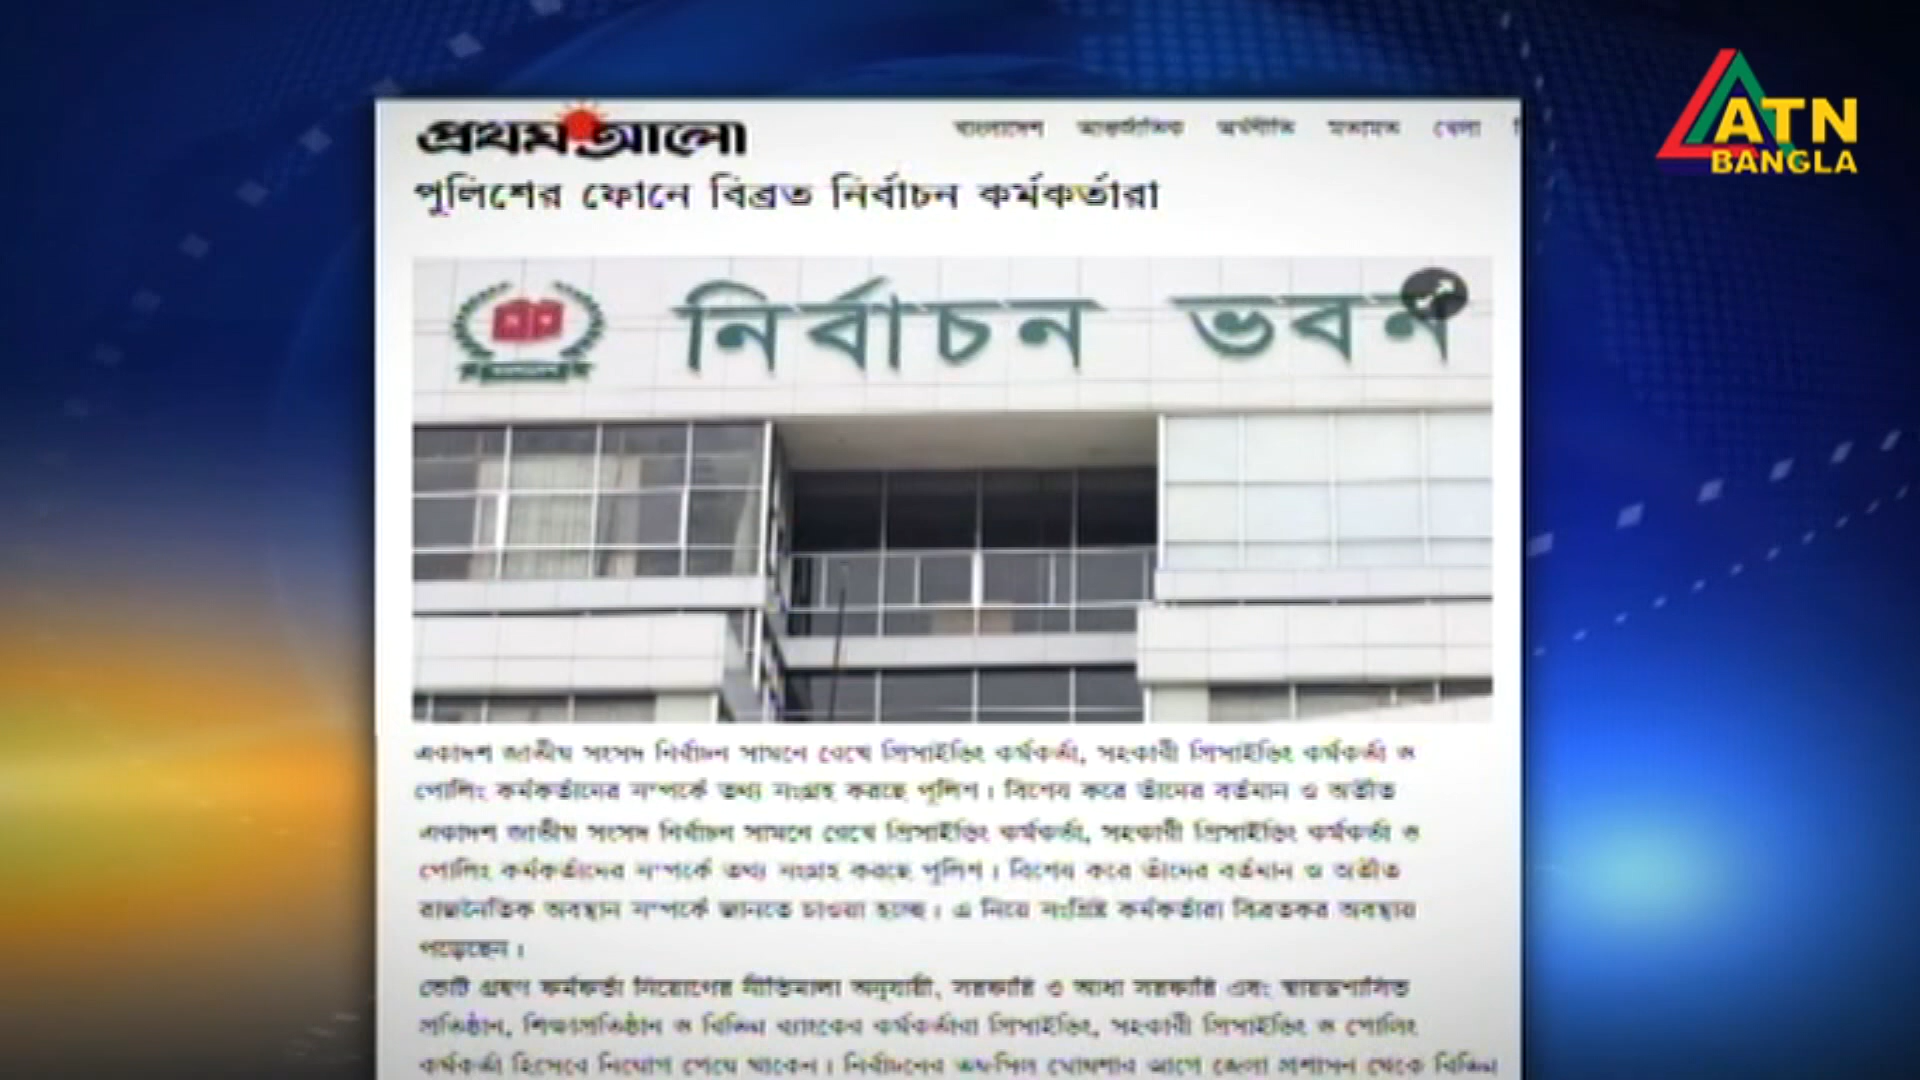 প্রথম আলো
বাংলাদেশ আন্তর্জাতিক অর্থনীতি মতামত খেলা
ATN
BANGLA
পুলিশের ফোনে বিব্রত নির্বাচন কর্মকর্তারা
নির্বাচন ভবন
একাদশ জাতীয় সংসদ নির্বাচন সামনে রেখে প্রিসাইডিং কর্মকর্তা, সহকারী প্রিসাইডিং কর্মকর্তা ও
পোলিং কর্মকর্তাদের সম্পর্কে তথ্য সংগ্রহ করছে পুলিশ। বিশেষ করে তাঁদের বর্তমান ও অতীত
একাদশ জাতীয় সংসদ নির্বাচন সামনে রেখে প্রিসাইডিং কর্মকর্তা, সহকারী প্রিসাইডিং কর্মকর্তা ও
পোলিং কর্মকর্তাদের সম্পর্কে তথ্য সংগ্রহ করছে পুলিশ। বিশেষ করে তাঁদের বর্তমান ও অতীত
রাজনৈতিক অবস্থান সম্পর্কে জানতে চাওয়া হচ্ছে। এ নিয়ে সংশ্লিষ্ট কর্মকর্তারা বিব্রতকর অবস্থায়
পড়েছেন।
ভোট গ্রহণ কর্মকর্তা নিয়োগের নীতিমালা অনুযায়ী, সরকারি ও আধা সরকারি এবং স্বায়ত্তশাসিত
প্রতিষ্ঠান, শিক্ষাপ্রতিষ্ঠান ও বিভিন্ন ব্যাংকের কর্মকর্তারা প্রিসাইডিং, সহকারী প্রিসাইডিং ও পোলিং
কর্মকর্তা হিসেবে নিয়োগ পেয়ে থাকেন। নির্বাচনের তফসিল ঘোষণার আগে জেলা প্রশাসন থেকে বিভিন্ন